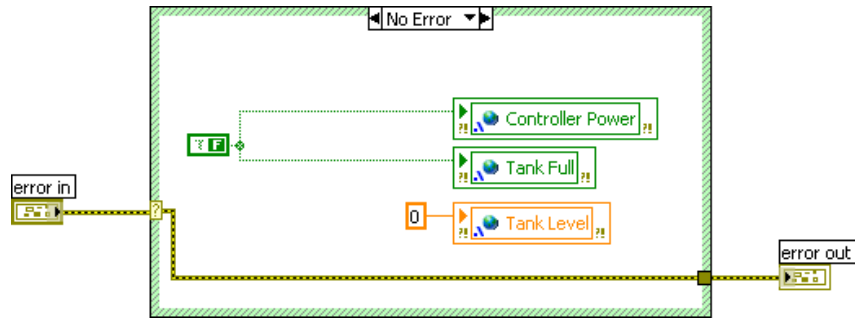 No Error
Controller Power
F
Tank Full
error in
?
0
Tank Level
error out